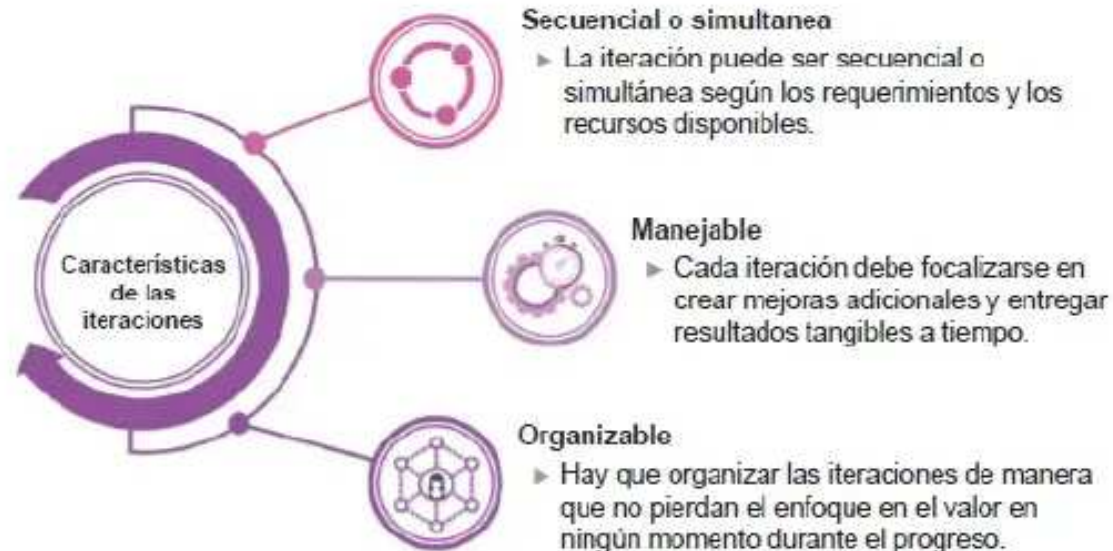 Secuencial o simultanea
▶ La iteración puede ser secuencial o
simultánea según los requerimientos y los
recursos disponibles.
Características
de las
iteraciones
Manejable
▶ Cada iteración debe focalizarse en
crear mejoras adicionales y entregar
resultados tangibles a tiempo.
Organizable
▶ Hay que organizar las iteraciones de manera
que no pierdan el enfoque en el valor en
ningún momento durante el progreso.